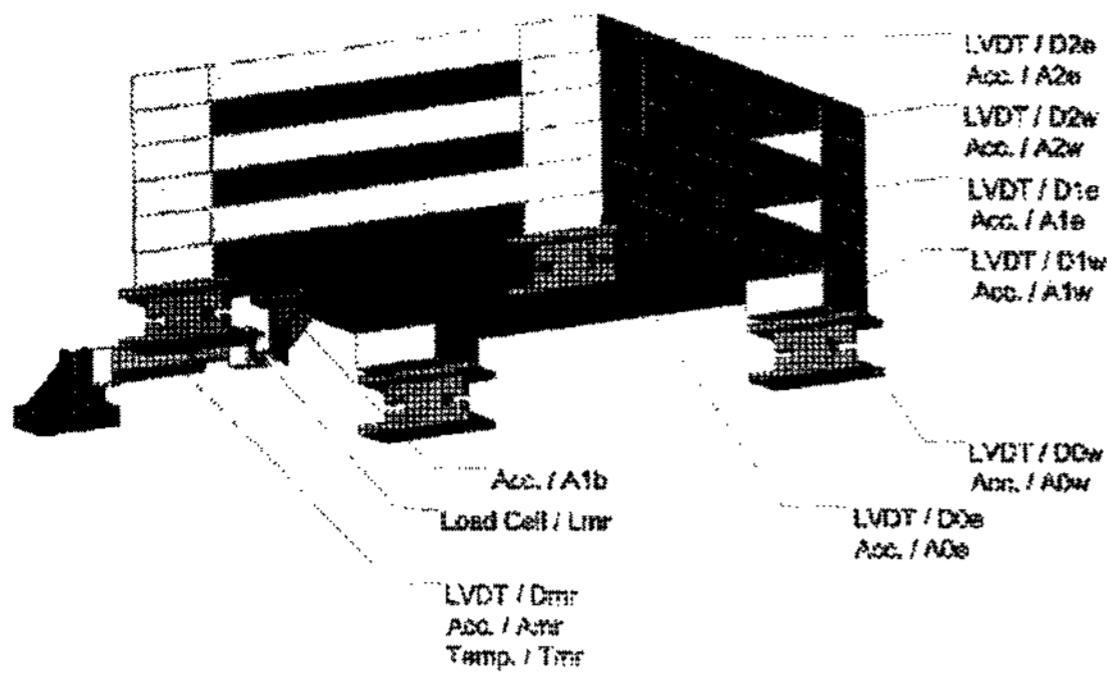 LVDT / D2e
Acc. / A2e
LVDT / D2w
Acc. / A2w
LVDT / D1e
Acc. / A1e
LVDT / D1w
Acc. / A1w
LVDT / D0w
Acc. / A0w
Acc. / A1b
Load Cell / Lmr
LVDT / D0e
Acc. / A0e
LVDT / Dmr
Acc. / Amr
Temp. / Tmr